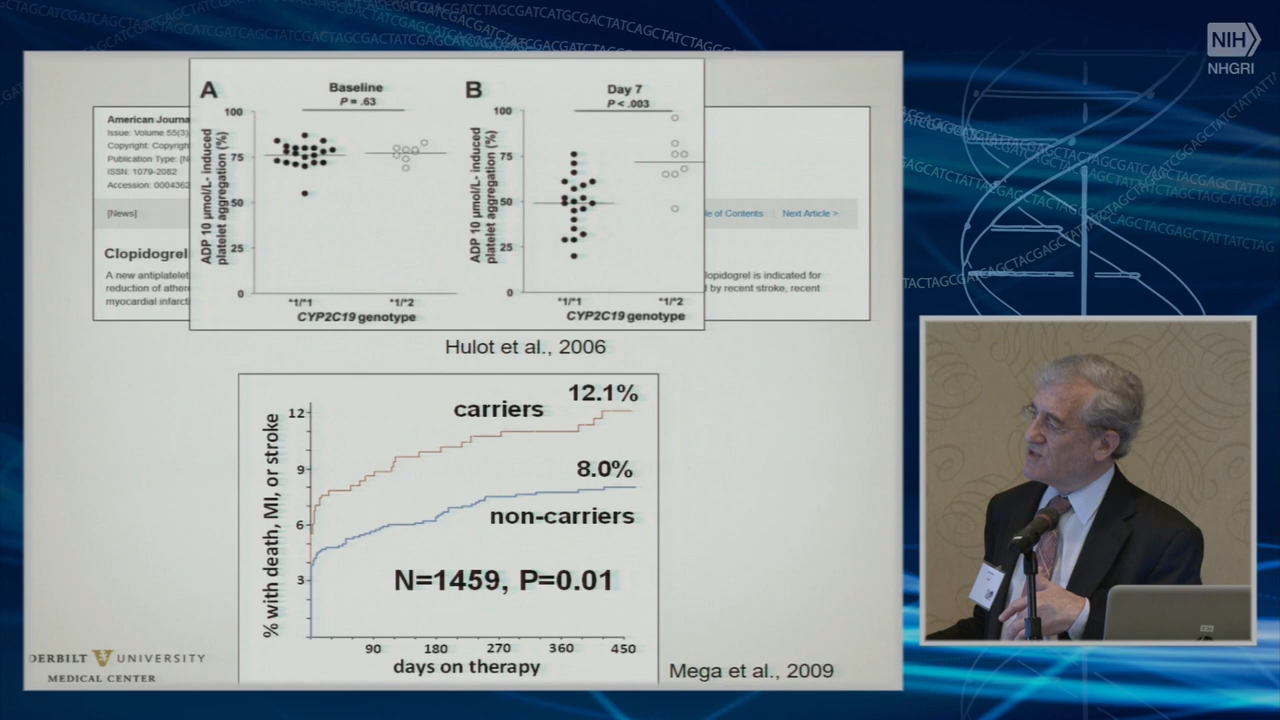 NIH
NHGRI
A
Baseline
P = .63
100
75
50
25
0
ADP 10 μmol/L- induced
platelet aggregation (%)
*1/*1
*1/*2
CYP2C19 genotype
B
Day 7
P < .003
100
75
50
25
0
ADP 10 μmol/L- induced
platelet aggregation (%)
*1/*1
*1/*2
CYP2C19 genotype
American Journa
Issue: Volume 55(3)
Copyright: Copyrigh
Publication Type: [N
ISSN: 1079-2082
Accession: 0004362
[News]
le of Contents
Next Article >
Clopidogrel
A new antiplatelet
lopidogrel is indicated for
reduction of ather
d by recent stroke, recent
myocardial infarct
Hulot et al., 2006
12
9
6
3
% with death, MI, or stroke
carriers
12.1%
8.0%
non-carriers
N=1459, P=0.01
90 180 270 360 450
days on therapy
Mega et al., 2009
DERBILT UNIVERSITY
MEDICAL CENTER